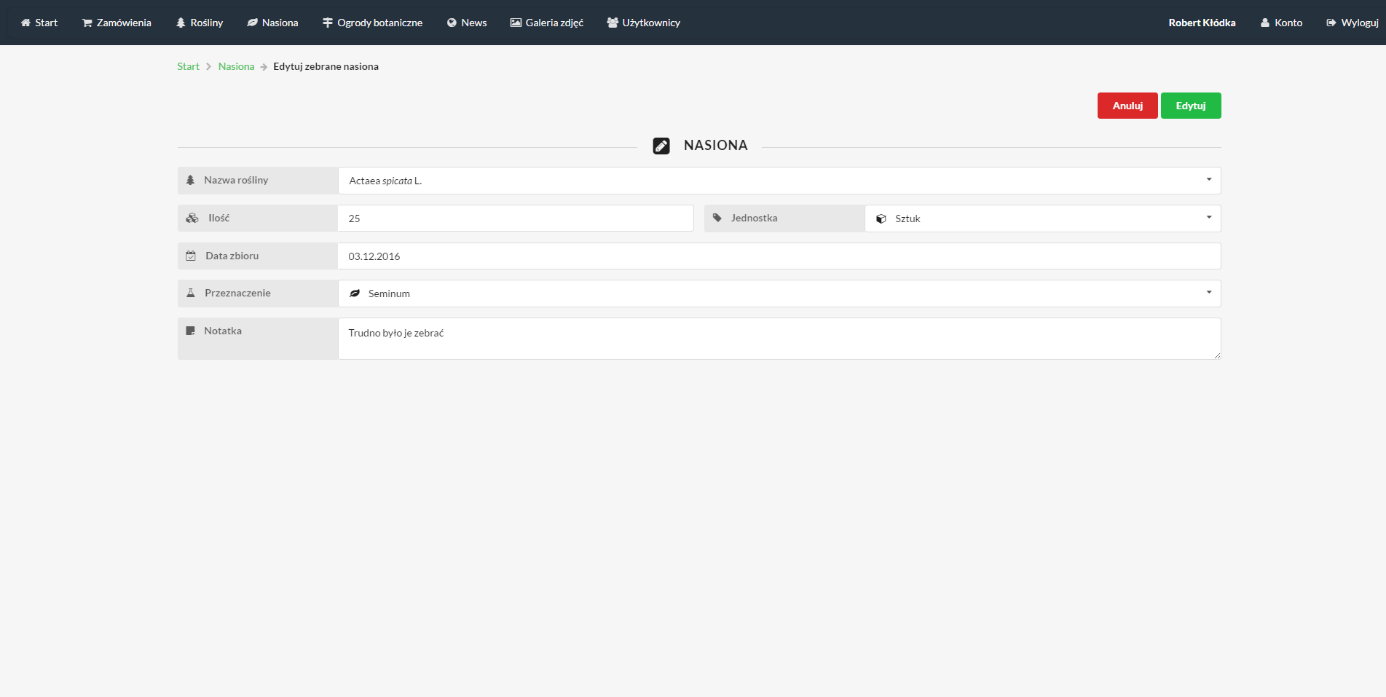 Start Zamówienia Rośliny Nasiona Ogrody botaniczne News Galeria zdjęć Użytkownicy Robert Kłódka Konto Wyloguj
Start Nasiona Edytuj zebrane nasiona
Anuluj Edytuj
NASIONA
Nazwa rośliny Actaea spicata L.
Ilość 25 Jednostka Sztuk
Data zbioru 03.12.2016
Przeznaczenie Seminum
Notatka Trudno było je zebrać